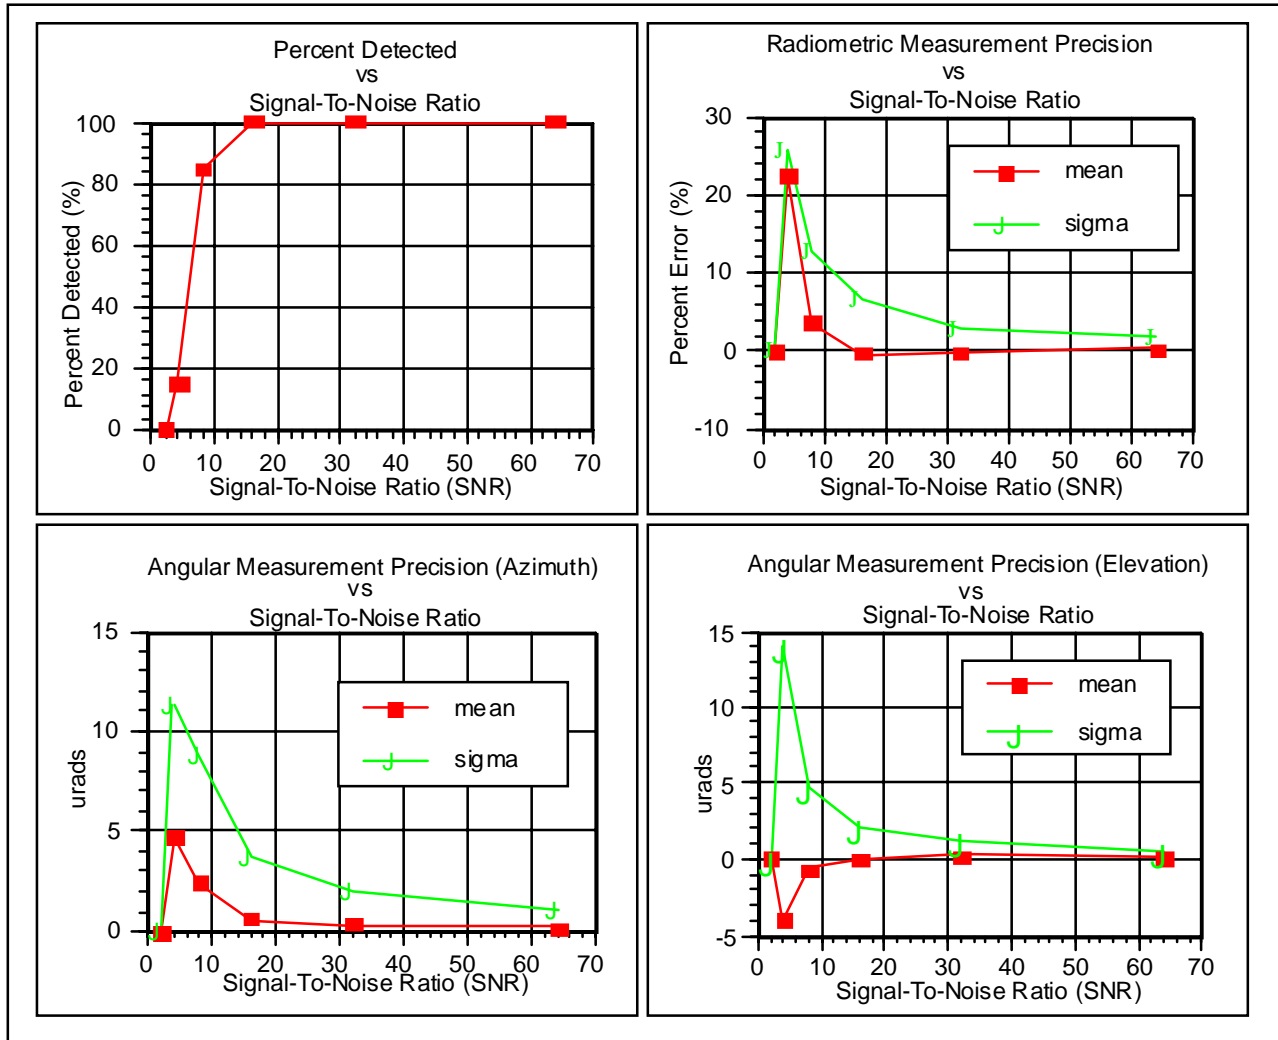 Percent Detected
vs
Signal-To-Noise Ratio
100
80
60
40
20
0
Percent Detected (%)
0 10 20 30 40 50 60 70
Signal-To-Noise Ratio (SNR)
Radiometric Measurement Precision
vs
Signal-To-Noise Ratio
30
20
10
0
-10
Percent Error (%)
mean
J sigma
J
J
J
J
J
J
0 10 20 30 40 50 60 70
Signal-To-Noise Ratio (SNR)
Angular Measurement Precision (Azimuth)
vs
Signal-To-Noise Ratio
15
10
5
0
urads
mean
J sigma
J
J
J
J
J
J
0 10 20 30 40 50 60 70
Signal-To-Noise Ratio (SNR)
Angular Measurement Precision (Elevation)
vs
Signal-To-Noise Ratio
15
10
5
0
-5
urads
mean
J sigma
J
J
J
J
J
J
0 10 20 30 40 50 60 70
Signal-To-Noise Ratio (SNR)